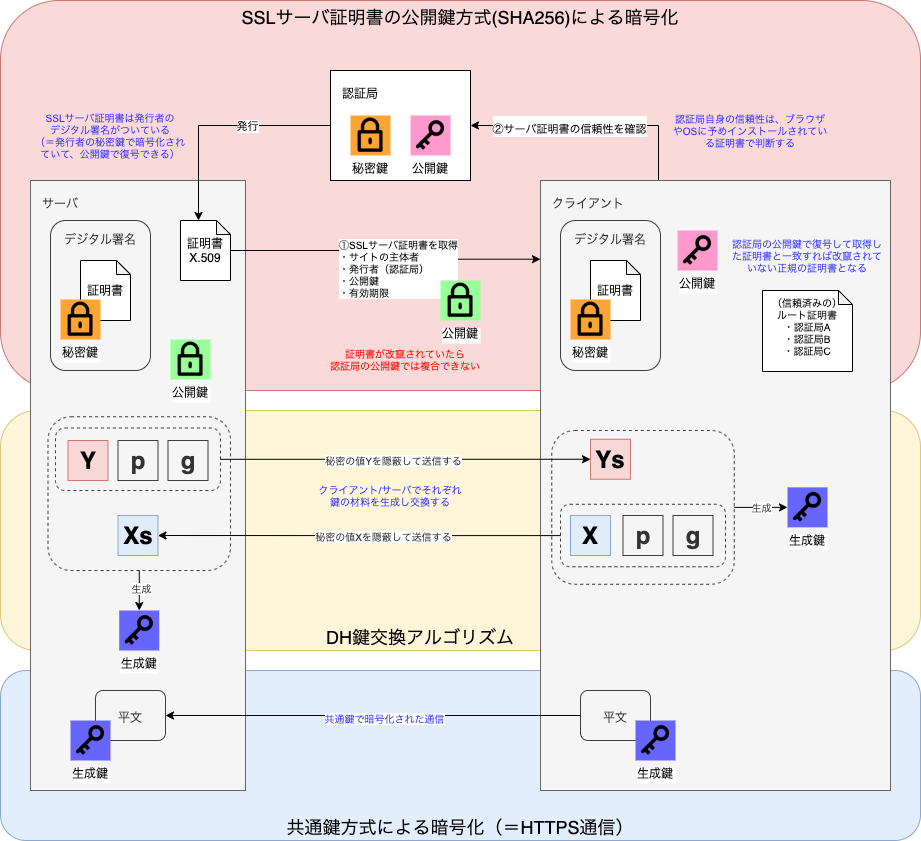 SSLサーバ証明書の公開鍵方式(SHA256)による暗号化
認証局
秘密鍵
公開鍵
SSLサーバ証明書は発行者の
デジタル署名がついている
（＝発行者の秘密鍵で暗号化され
ていて、公開鍵で復号できる）
発行
②サーバ証明書の信頼性を確認
認証局自身の信頼性は、ブラウザ
やOSに予めインストールされてい
る証明書で判断する
サーバ
デジタル署名
証明書
秘密鍵
証明書
X.509
公開鍵
①SSLサーバ証明書を取得
・サイトの主体者
・発行者（認証局）
・公開鍵
・有効期限
公開鍵
証明書が改竄されていたら
認証局の公開鍵では複合できない
クライアント
デジタル署名
証明書
秘密鍵
公開鍵
認証局の公開鍵で復号して取得し
た証明書と一致すれば改竄されて
いない正規の証明書となる
（信頼済みの）
ルート証明書
・認証局A
・認証局B
・認証局C
Y
p
g
秘密の値Yを隠蔽して送信する
Ys
クライアント/サーバでそれぞれ
鍵の材料を生成し交換する
Xs
秘密の値Xを隠蔽して送信する
X
p
g
生成
生成鍵
生成
生成鍵
DH鍵交換アルゴリズム
平文
生成鍵
共通鍵で暗号化された通信
平文
生成鍵
共通鍵方式による暗号化（＝HTTPS通信）